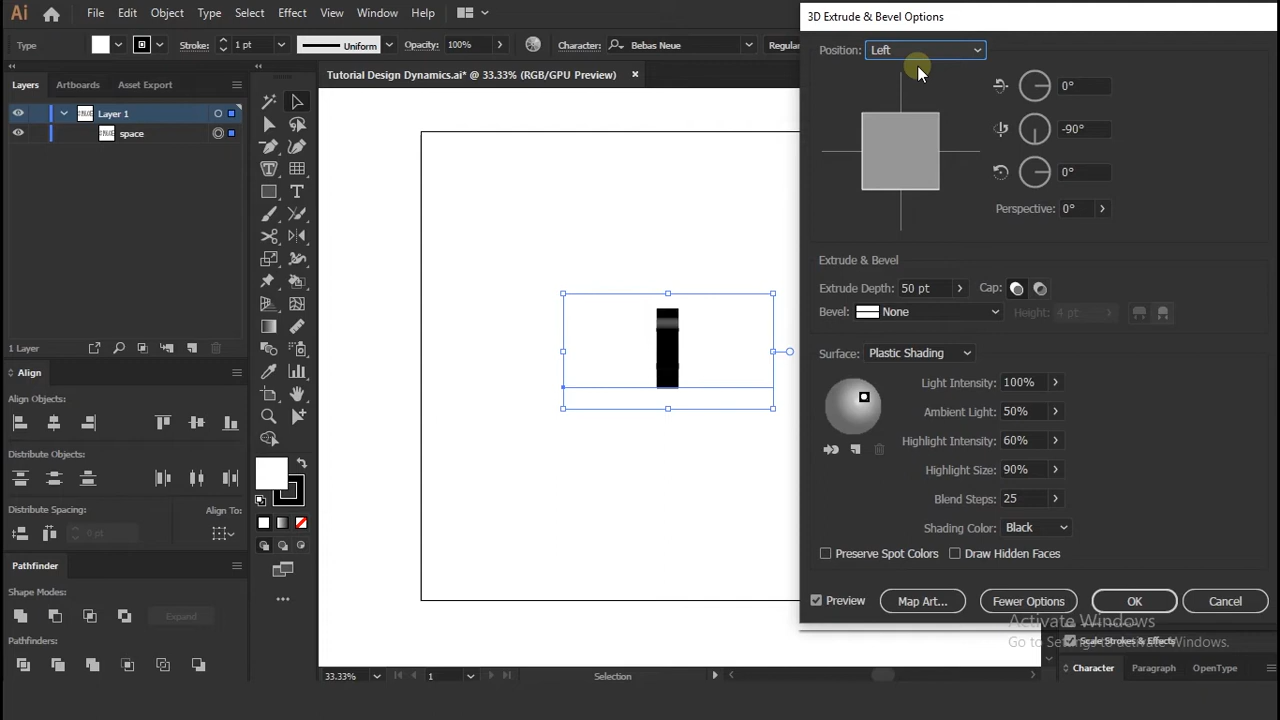 Ai File Edit Object Type Select Effect View Window Help
3D Extrude & Bevel Options
Type Stroke: 1 pt Uniform Opacity: 100% Character: Bebas Neue Regular
Position: Left
Layers Artboards Asset Export
Tutorial Design Dynamics.ai* @ 33.33% (RGB/GPU Preview)
0°
Layer 1
space
-90°
0°
Perspective: 0°
Extrude & Bevel
Extrude Depth: 50 pt Cap:
Bevel: None Height: 4 pt
1 Layer
Surface: Plastic Shading
Align
Align Objects:
Light Intensity: 100%
Ambient Light: 50%
Highlight Intensity: 60%
Distribute Objects:
Highlight Size: 90%
Blend Steps: 25
Distribute Spacing: Align To:
0 pt
Shading Color: Black
Preserve Spot Colors Draw Hidden Faces
Pathfinder
Shape Modes:
Preview Map Art... Fewer Options OK Cancel
Expand
Activate Windows
Go to Settings to activate Windows.
Scale Strokes & Effects
Pathfinders:
Character Paragraph OpenType
33.33% 1 Selection